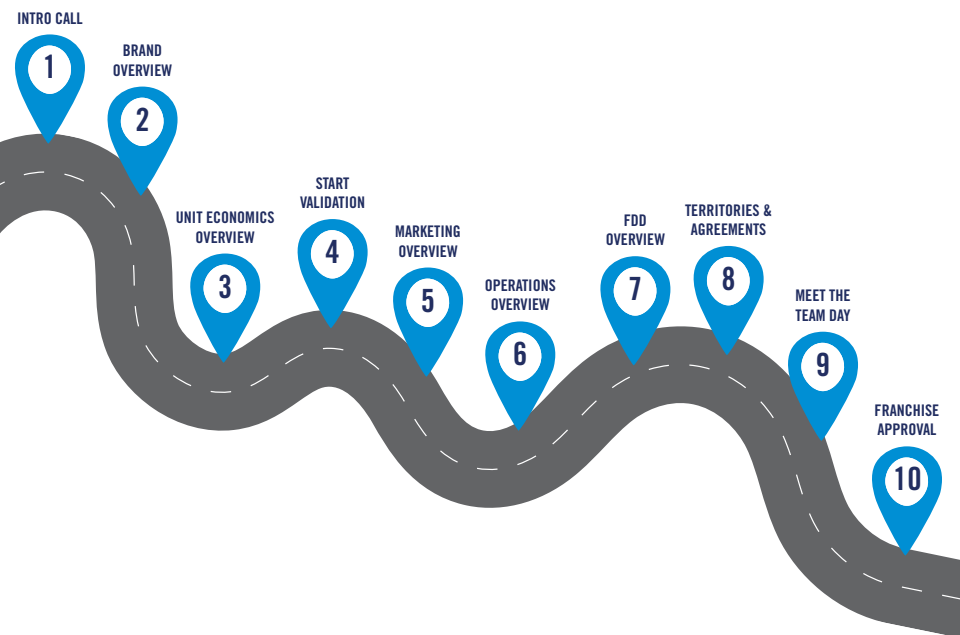 INTRO CALL
1
BRAND
OVERVIEW
2
UNIT ECONOMICS
OVERVIEW
3
START
VALIDATION
4
MARKETING
OVERVIEW
5
OPERATIONS
OVERVIEW
6
FDD
OVERVIEW
7
TERRITORIES &
AGREEMENTS
8
MEET THE
TEAM DAY
9
FRANCHISE
APPROVAL
10